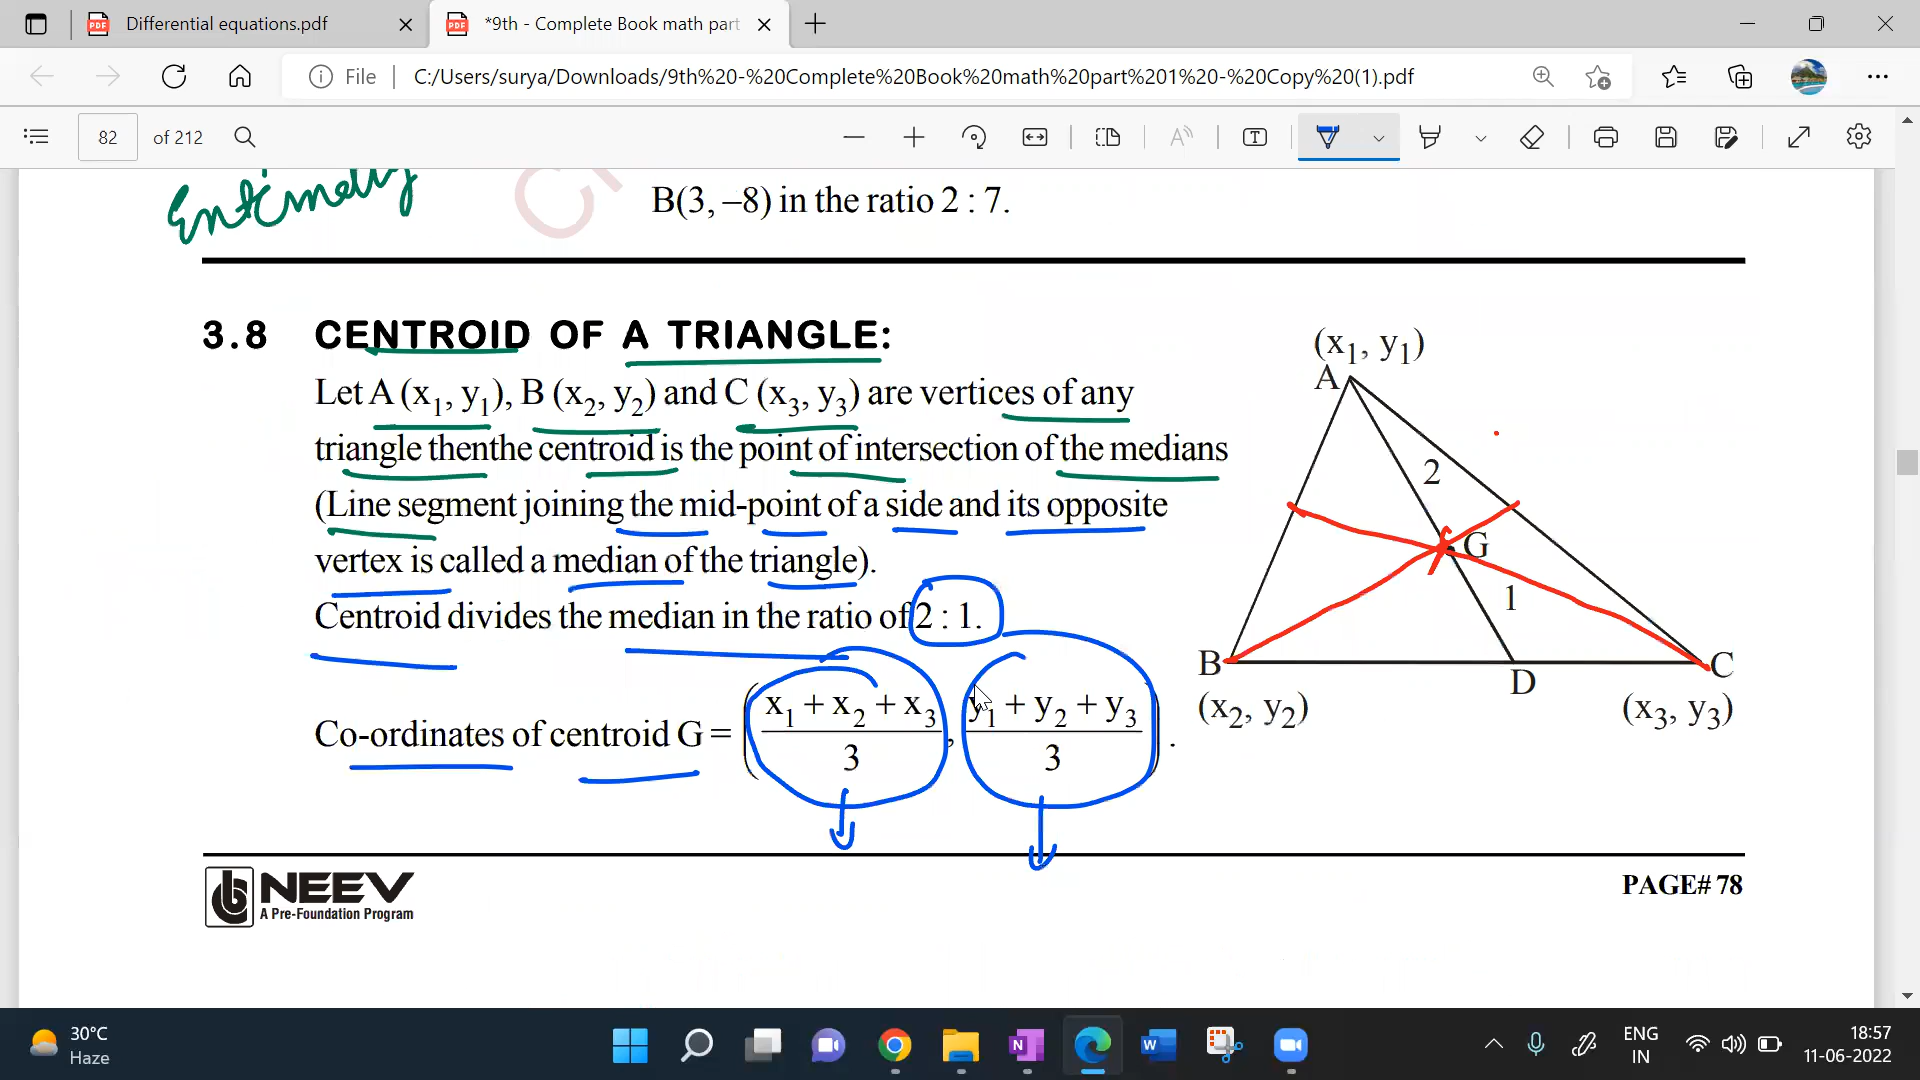 Differential equations.pdf
*9th - Complete Book math part
File
C:/Users/surya/Downloads/9th%20-%20Complete%20Book%20math%20part%201%20-%20Copy%20(1).pdf
82 of 212
B(3, –8) in the ratio 2 : 7.
3.8 CENTROID OF A TRIANGLE:
Let A (x₁, y₁), B (x₂, y₂) and C (x₃, y₃) are vertices of any
triangle thenthe centroid is the point of intersection of the medians
(Line segment joining the mid-point of a side and its opposite
vertex is called a median of the triangle).
Centroid divides the median in the ratio of 2 : 1.
Co-ordinates of centroid G = ((x₁ + x₂ + x₃)/3, (y₁ + y₂ + y₃)/3).
(x₁, y₁)
A
2
G
1
B
D
C
(x₂, y₂)
(x₃, y₃)
NEEV
A Pre-Foundation Program
PAGE# 78
30°C
Haze
ENG
IN
18:57
11-06-2022